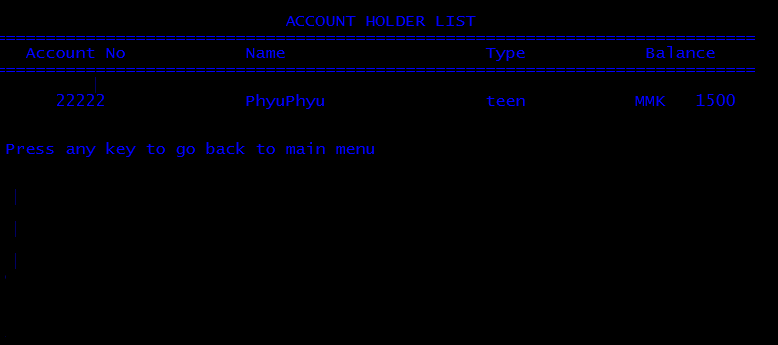 ACCOUNT HOLDER LIST
Account No Name Type Balance
22222 PhyuPhyu teen MMK 1500
Press any key to go back to main menu